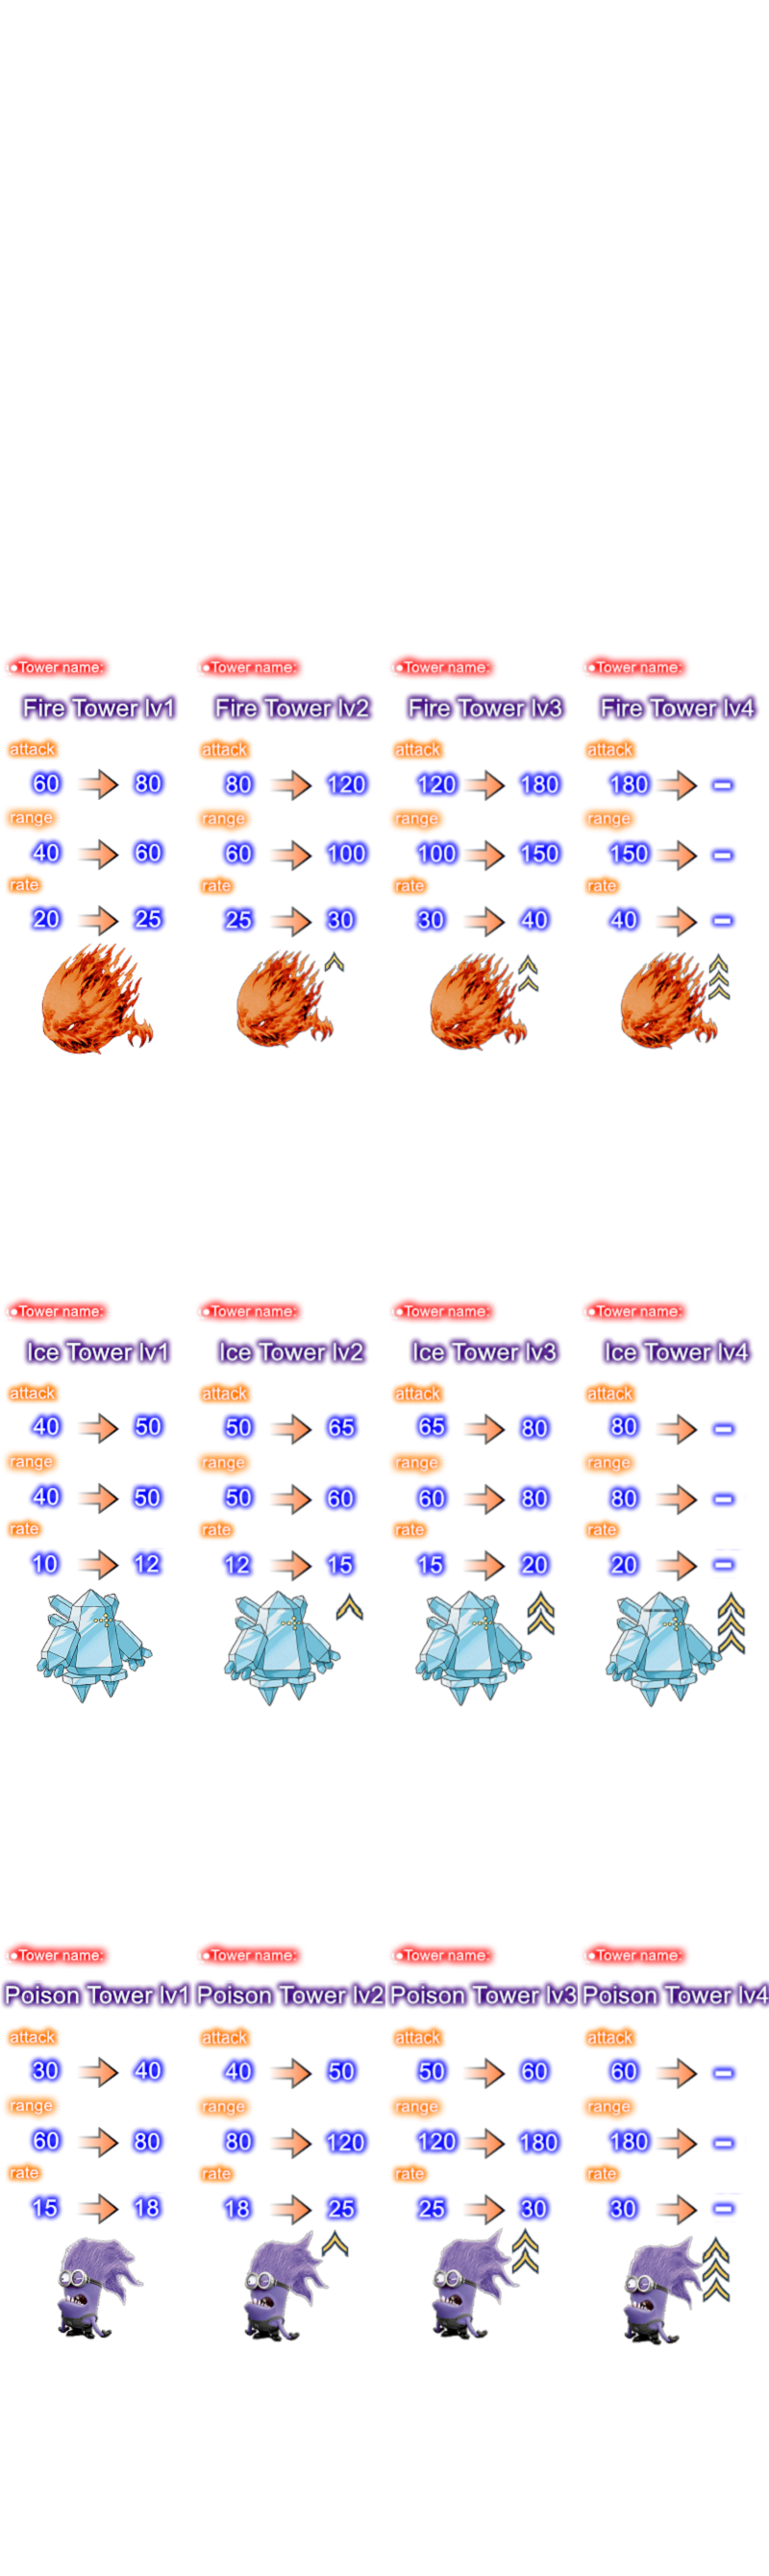 ●Tower name: ●Tower name: ●Tower name: ●Tower name:
Fire Tower lv1 Fire Tower lv2 Fire Tower lv3 Fire Tower lv4
attack attack attack attack
60 80 80 120 120 180 180 -
range range range range
40 60 60 100 100 150 150 -
rate rate rate rate
20 25 25 30 30 40 40 -
●Tower name: ●Tower name: ●Tower name: ●Tower name:
Ice Tower lv1 Ice Tower lv2 Ice Tower lv3 Ice Tower lv4
attack attack attack attack
40 50 50 65 65 80 80 -
range range range range
40 50 50 60 60 80 80 -
rate rate rate rate
10 12 12 15 15 20 20 -
●Tower name: ●Tower name: ●Tower name: ●Tower name:
Poison Tower lv1 Poison Tower lv2 Poison Tower lv3 Poison Tower lv4
attack attack attack attack
30 40 40 50 50 60 60 -
range range range range
60 80 80 120 120 180 180 -
rate rate rate rate
15 18 18 25 25 30 30 -